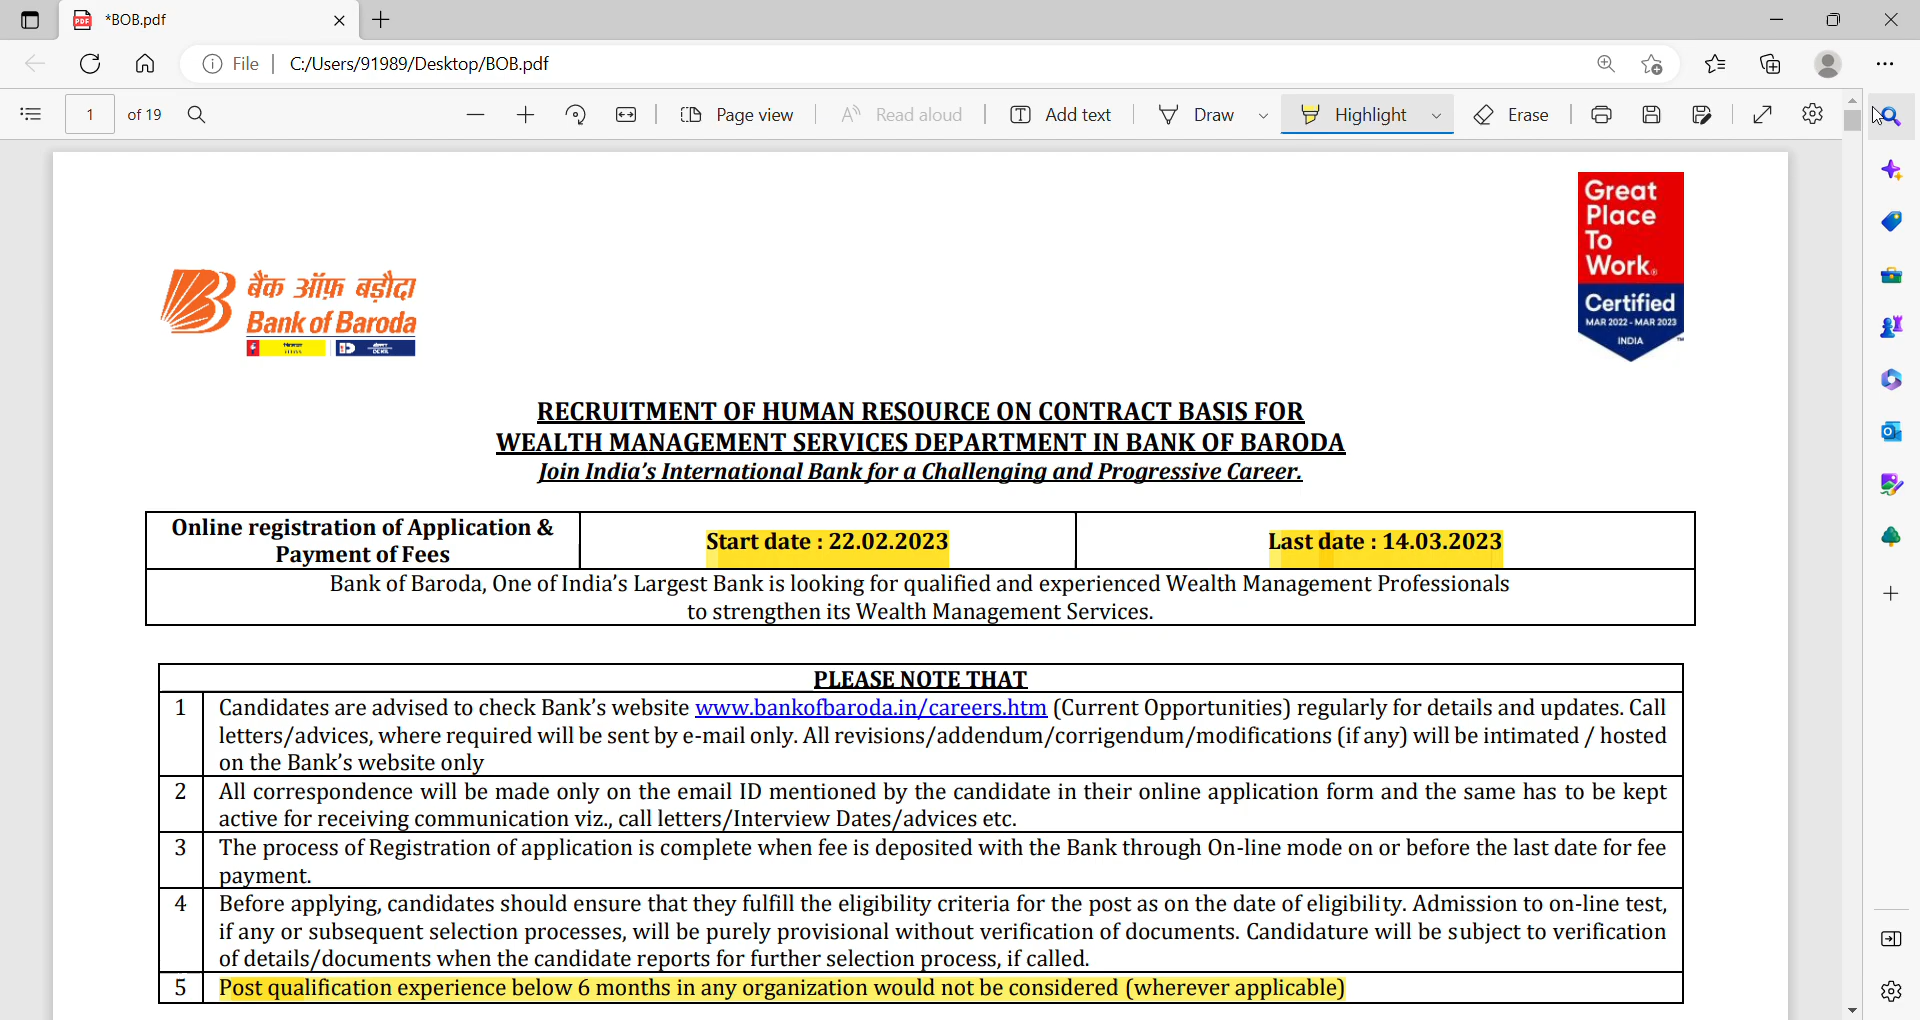 *BOB.pdf
File | C:/Users/91989/Desktop/BOB.pdf
1 of 19 Page view Read aloud Add text Draw Highlight Erase
Great
Place
To
Work®
Certified
MAR 2022 - MAR 2023
INDIA
™
बैंक ऑफ़ बड़ौदा
Bank of Baroda
RECRUITMENT OF HUMAN RESOURCE ON CONTRACT BASIS FOR
WEALTH MANAGEMENT SERVICES DEPARTMENT IN BANK OF BARODA
Join India's International Bank for a Challenging and Progressive Career.
Online registration of Application &
Payment of Fees
Start date : 22.02.2023
Last date : 14.03.2023
Bank of Baroda, One of India's Largest Bank is looking for qualified and experienced Wealth Management Professionals
to strengthen its Wealth Management Services.
PLEASE NOTE THAT
1 Candidates are advised to check Bank's website www.bankofbaroda.in/careers.htm (Current Opportunities) regularly for details and updates. Call
letters/advices, where required will be sent by e-mail only. All revisions/addendum/corrigendum/modifications (if any) will be intimated / hosted
on the Bank's website only
2 All correspondence will be made only on the email ID mentioned by the candidate in their online application form and the same has to be kept
active for receiving communication viz., call letters/Interview Dates/advices etc.
3 The process of Registration of application is complete when fee is deposited with the Bank through On-line mode on or before the last date for fee
payment.
4 Before applying, candidates should ensure that they fulfill the eligibility criteria for the post as on the date of eligibility. Admission to on-line test,
if any or subsequent selection processes, will be purely provisional without verification of documents. Candidature will be subject to verification
of details/documents when the candidate reports for further selection process, if called.
5 Post qualification experience below 6 months in any organization would not be considered (wherever applicable)